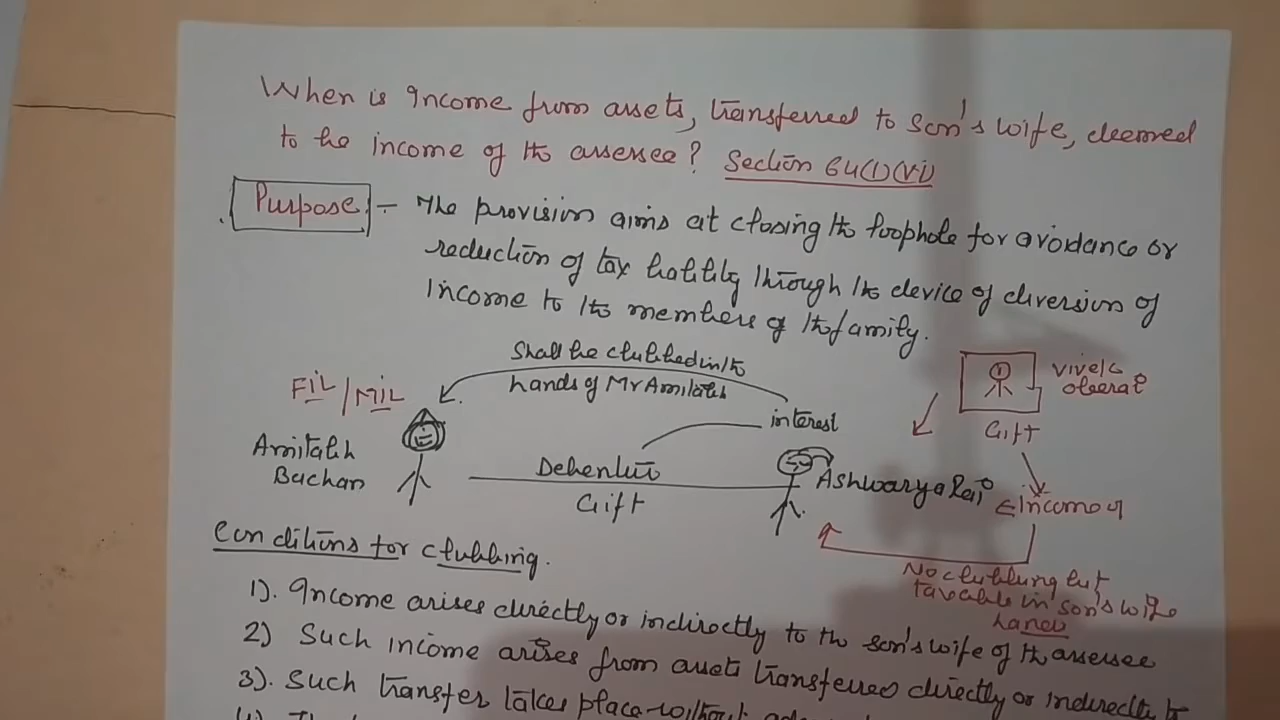 When is Income from assets, transferred to Son's wife, deemed
to the income of the assessee? Section 64(1)(vi)
Purpose - The provision aims at closing the loophole for avoidance or
reduction of tax liability through the device of diversion of
Income to the members of the family.
Shall be clubbed in the
hands of Mr Amitabh
FIL/MIL
vivek
oberai
interest
Gift
Amitabh
Bachan
Debenture
Gift
Ashwarya Rai
income of
Conditions for clubbing.
No clubbing but
taxable in son's wife
hands
1). Income arises directly or indirectly to the son's wife of the assessee
2) Such income arises from assets transferred directly or indirectly to
3). Such transfer takes place without